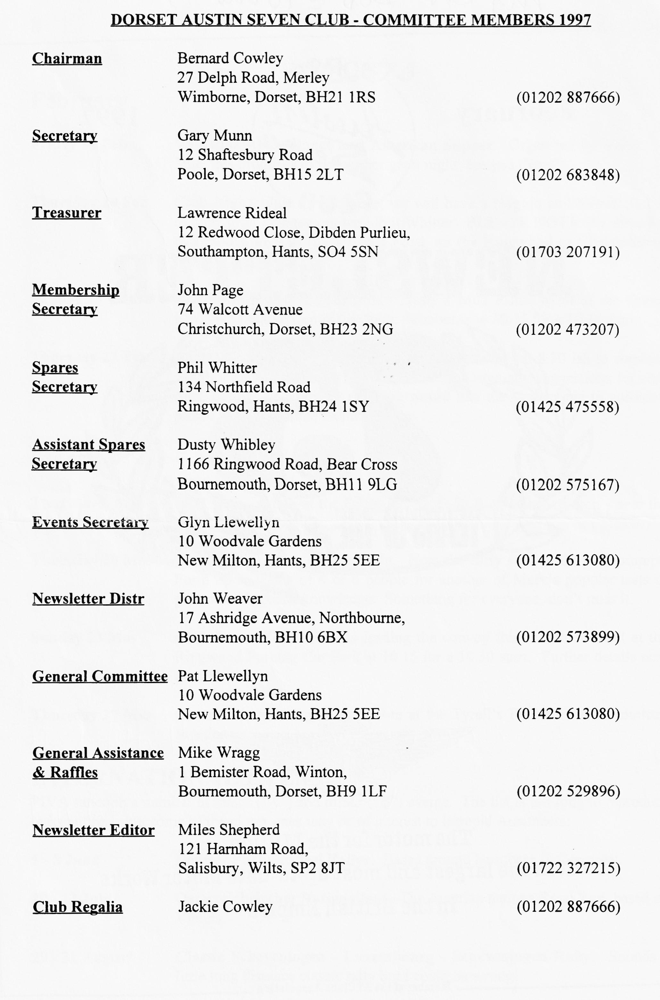 DORSET AUSTIN SEVEN CLUB - COMMITTEE MEMBERS 1997
Chairman Bernard Cowley
27 Delph Road, Merley
Wimborne, Dorset, BH21 1RS (01202 887666)
Secretary Gary Munn
12 Shaftesbury Road
Poole, Dorset, BH15 2LT (01202 683848)
Treasurer Lawrence Rideal
12 Redwood Close, Dibden Purlieu,
Southampton, Hants, SO4 5SN (01703 207191)
Membership John Page
Secretary 74 Walcott Avenue
Christchurch, Dorset, BH23 2NG (01202 473207)
Spares Phil Whitter
Secretary 134 Northfield Road
Ringwood, Hants, BH24 1SY (01425 475558)
Assistant Spares Dusty Whibley
Secretary 1166 Ringwood Road, Bear Cross
Bournemouth, Dorset, BH11 9LG (01202 575167)
Events Secretary Glyn Llewellyn
10 Woodvale Gardens
New Milton, Hants, BH25 5EE (01425 613080)
Newsletter Distr John Weaver
17 Ashridge Avenue, Northbourne,
Bournemouth, BH10 6BX (01202 573899)
General Committee Pat Llewellyn
10 Woodvale Gardens
New Milton, Hants, BH25 5EE (01425 613080)
General Assistance Mike Wragg
& Raffles 1 Bemister Road, Winton,
Bournemouth, Dorset, BH9 1LF (01202 529896)
Newsletter Editor Miles Shepherd
121 Harnham Road,
Salisbury, Wilts, SP2 8JT (01722 327215)
Club Regalia Jackie Cowley (01202 887666)